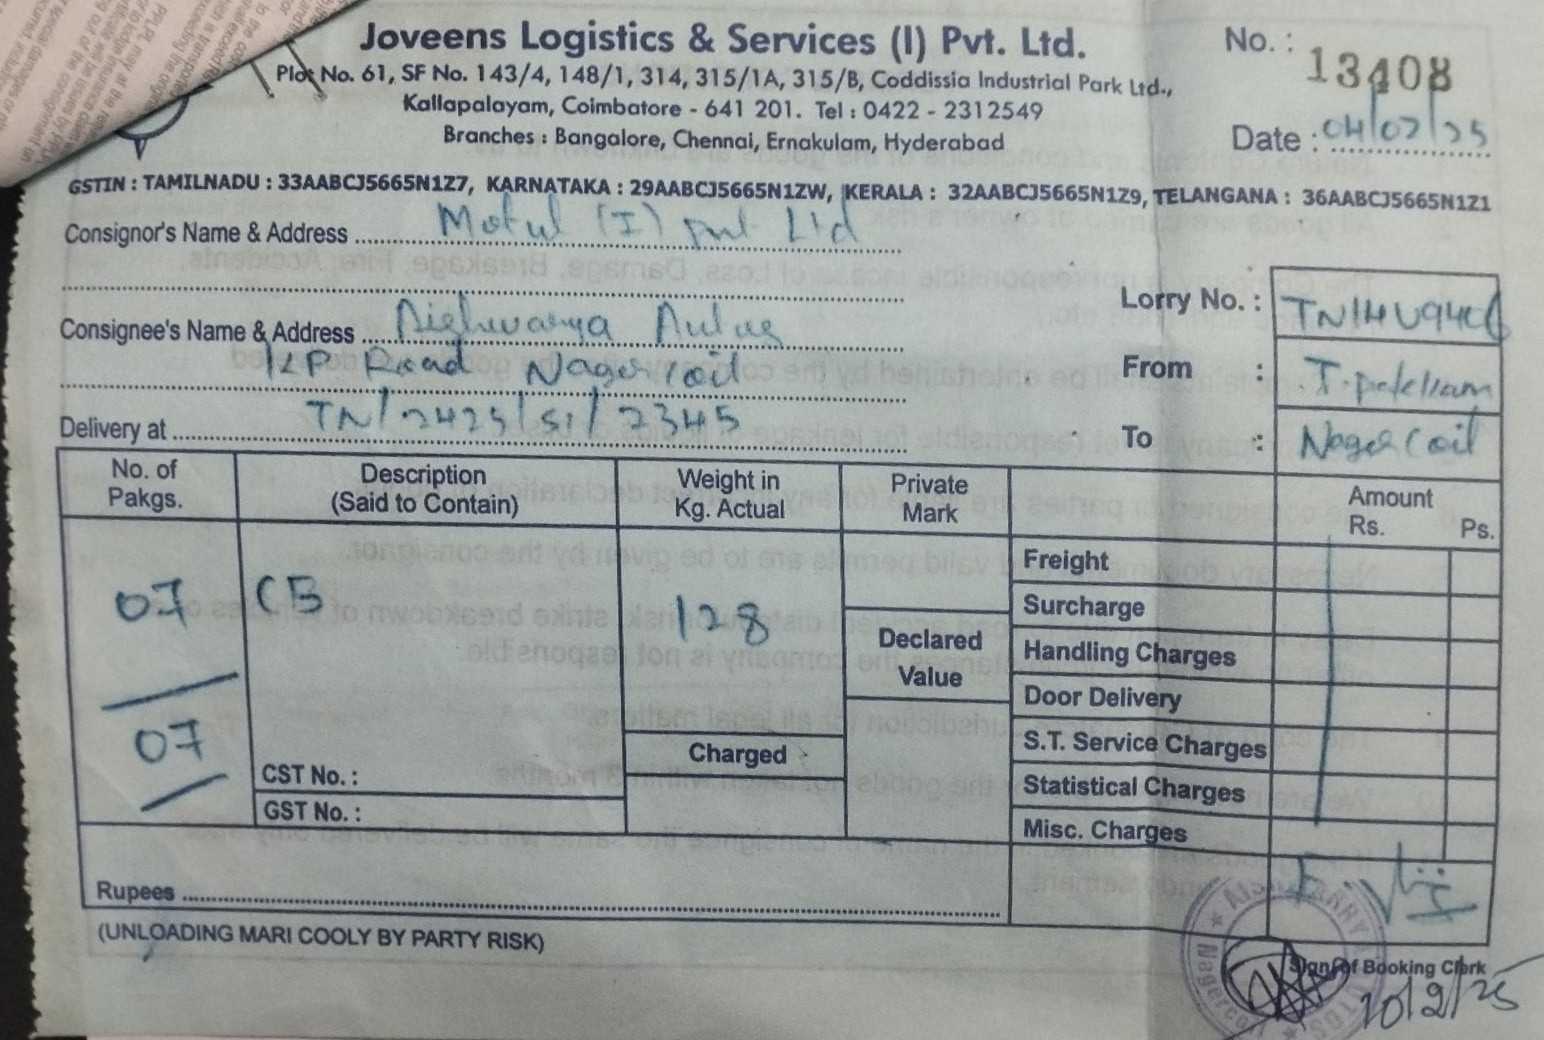 Joveens Logistics & Services (I) Pvt. Ltd.
Plot No. 61, SF No. 143/4, 148/1, 314, 315/1A, 315/B, Coddissia Industrial Park Ltd.,
Kallapalayam, Coimbatore - 641 201. Tel : 0422 - 2312549
Branches : Bangalore, Chennai, Ernakulam, Hyderabad
No. : 13408
Date : 04/02/25
GSTIN : TAMILNADU : 33AABCJ5665N1Z7, KARNATAKA : 29AABCJ5665N1ZW, KERALA : 32AABCJ5665N1Z9, TELANGANA : 36AABCJ5665N1Z1
Consignor's Name & Address Motul (I) Pvt Ltd
Consignee's Name & Address Aishwarya Autos
KP Road Nagercoil
Delivery at TN/2425/SI/2345
Lorry No. : TN14U9406
From : T.
To : Nagercoil
No. of Pakgs.
Description (Said to Contain)
Weight in Kg. Actual
Private Mark
Amount
Rs. Ps.
07 CB 128
07
Declared Value
Charged
CST No. :
GST No. :
Freight
Surcharge
Handling Charges
Door Delivery
S.T. Service Charges
Statistical Charges
Misc. Charges
Rupees
(UNLOADING MARI COOLY BY PARTY RISK)
Sign of Booking Clerk
10/2/25
Nagercoil